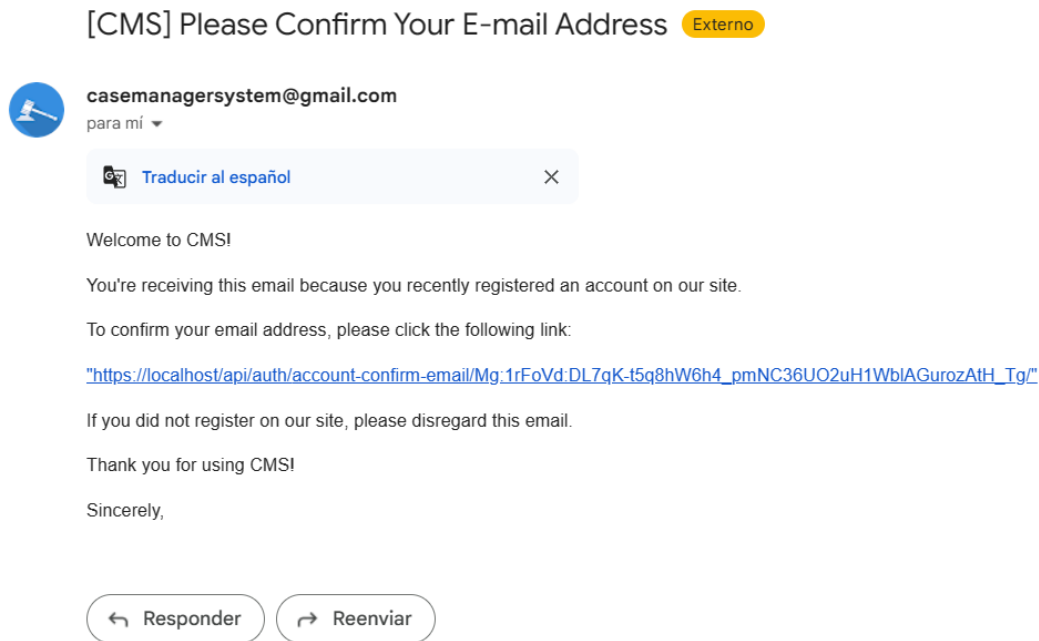 [CMS] Please Confirm Your E-mail Address Externo
casemanagersystem@gmail.com
para mí
Traducir al español
Welcome to CMS!
You're receiving this email because you recently registered an account on our site.
To confirm your email address, please click the following link:
"https://localhost/api/auth/account-confirm-email/Mg:1rFoVd:DL7qK-t5q8hW6h4_pmNC36UO2uH1WblAGurozAtH_Tg/"
If you did not register on our site, please disregard this email.
Thank you for using CMS!
Sincerely,
Responder Reenviar